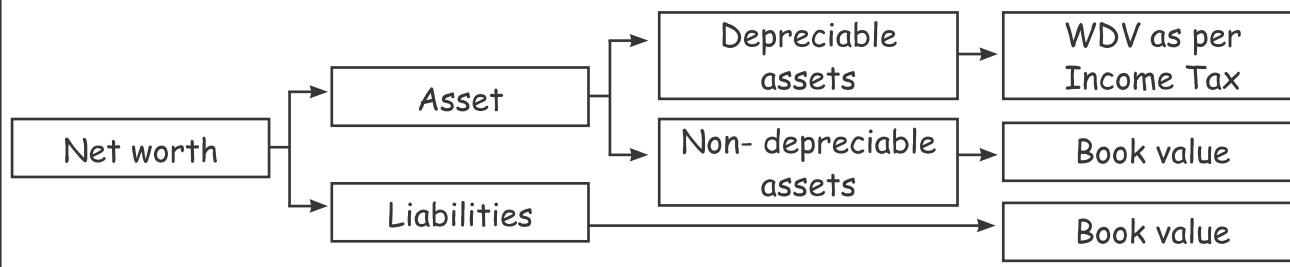 Net worth
Asset
Liabilities
Depreciable
assets
Non- depreciable
assets
WDV as per
Income Tax
Book value
Book value